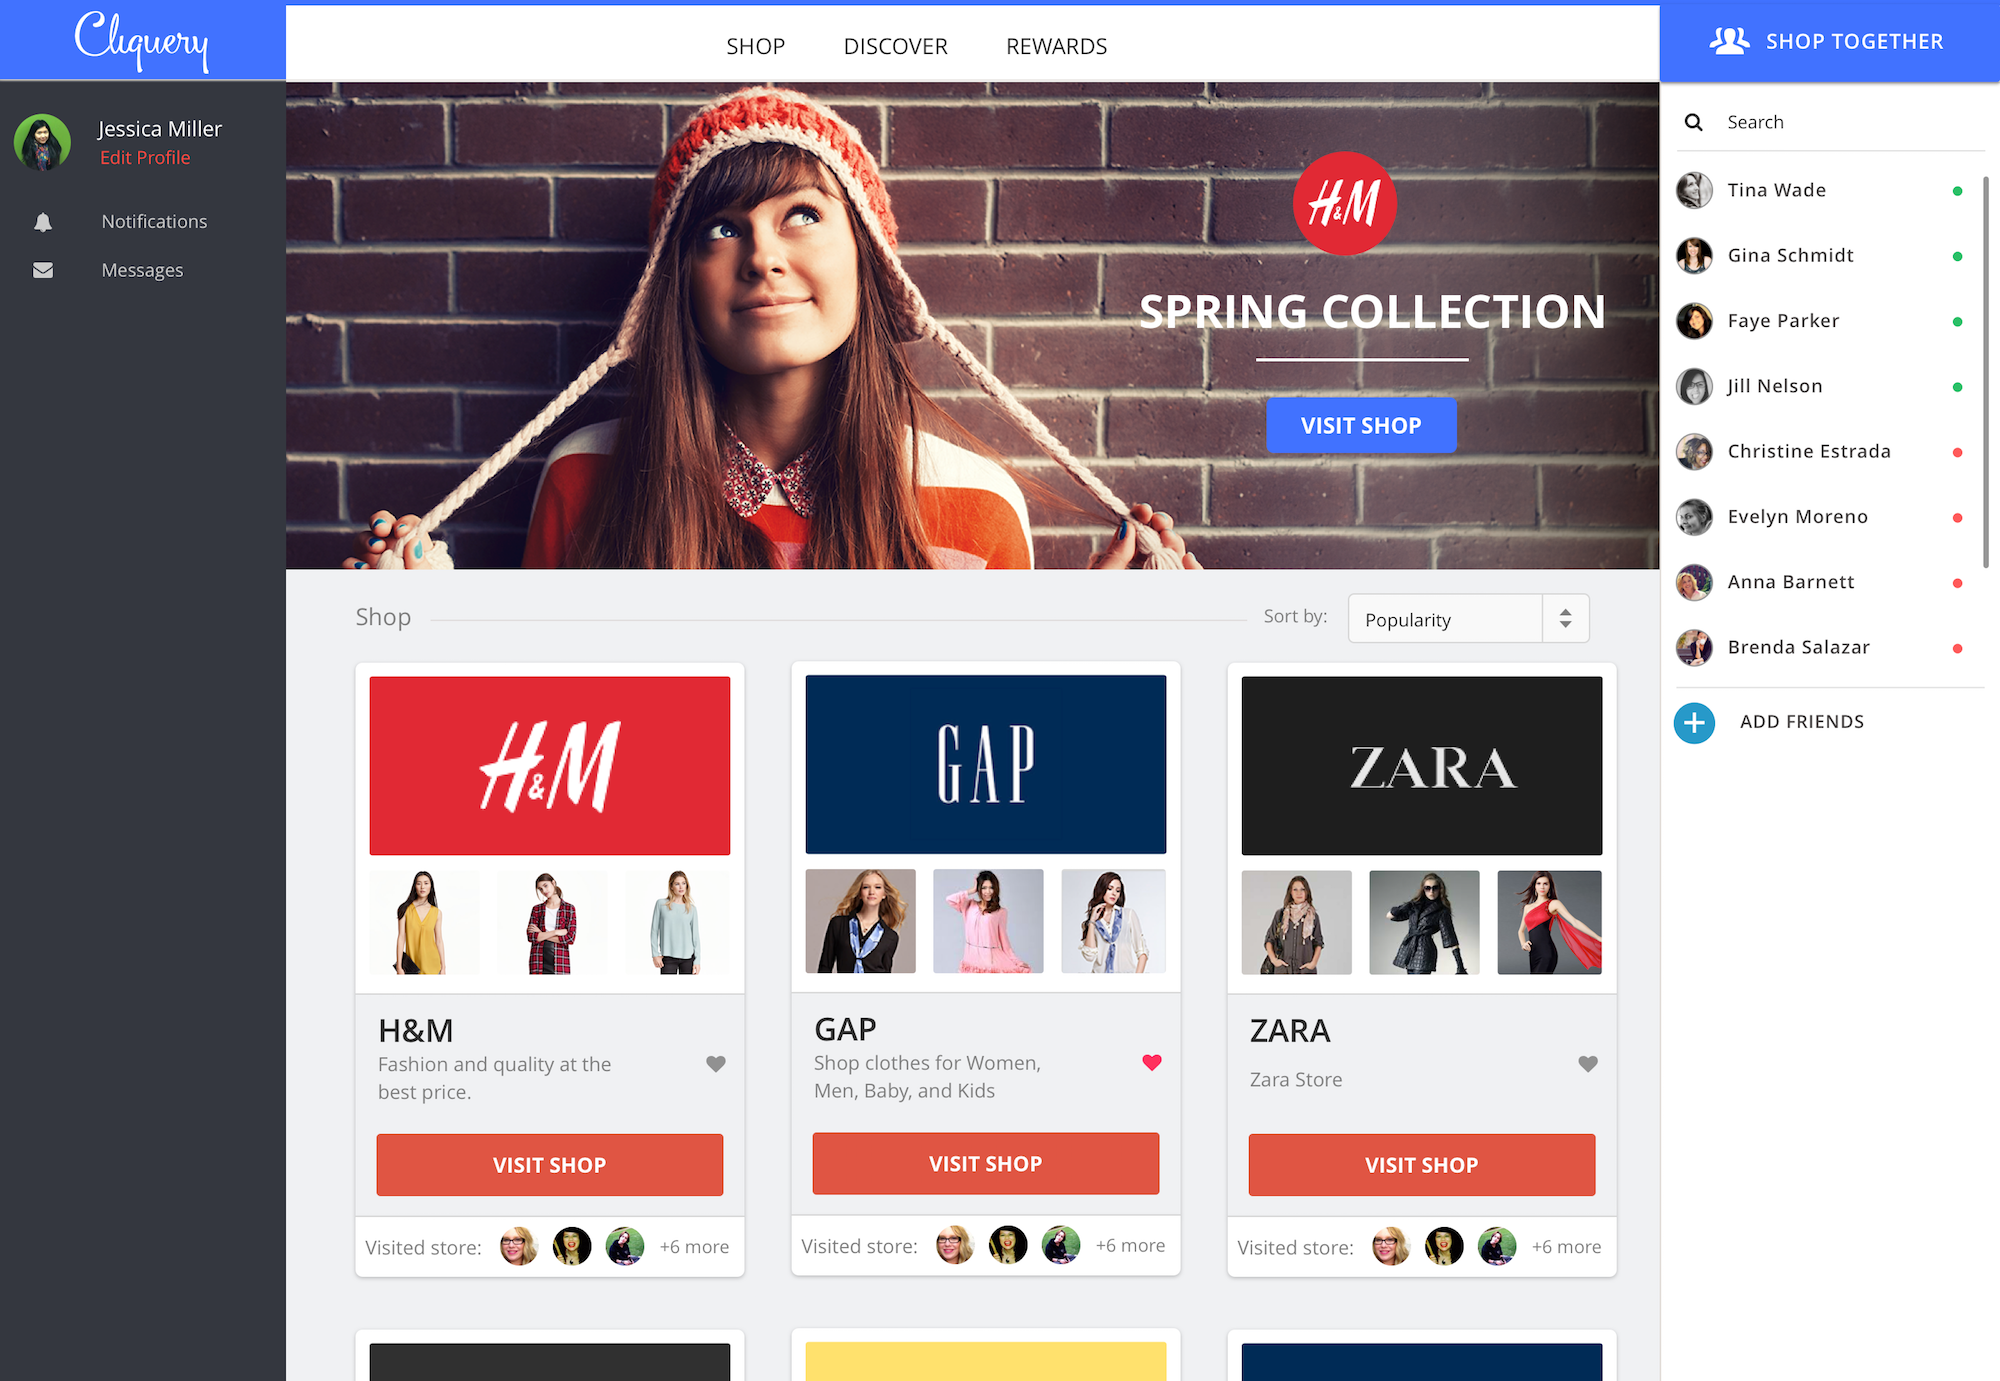 Cliquery
SHOP
DISCOVER
REWARDS
SHOP TOGETHER
Jessica Miller
Edit Profile
Notifications
Messages
H&M
SPRING COLLECTION
VISIT SHOP
Search
Tina Wade
Gina Schmidt
Faye Parker
Jill Nelson
Christine Estrada
Evelyn Moreno
Anna Barnett
Brenda Salazar
ADD FRIENDS
Shop
Sort by:
Popularity
H&M
H&M
Fashion and quality at the
best price.
VISIT SHOP
Visited store:
+6 more
GAP
GAP
Shop clothes for Women,
Men, Baby, and Kids
VISIT SHOP
Visited store:
+6 more
ZARA
ZARA
Zara Store
VISIT SHOP
Visited store:
+6 more